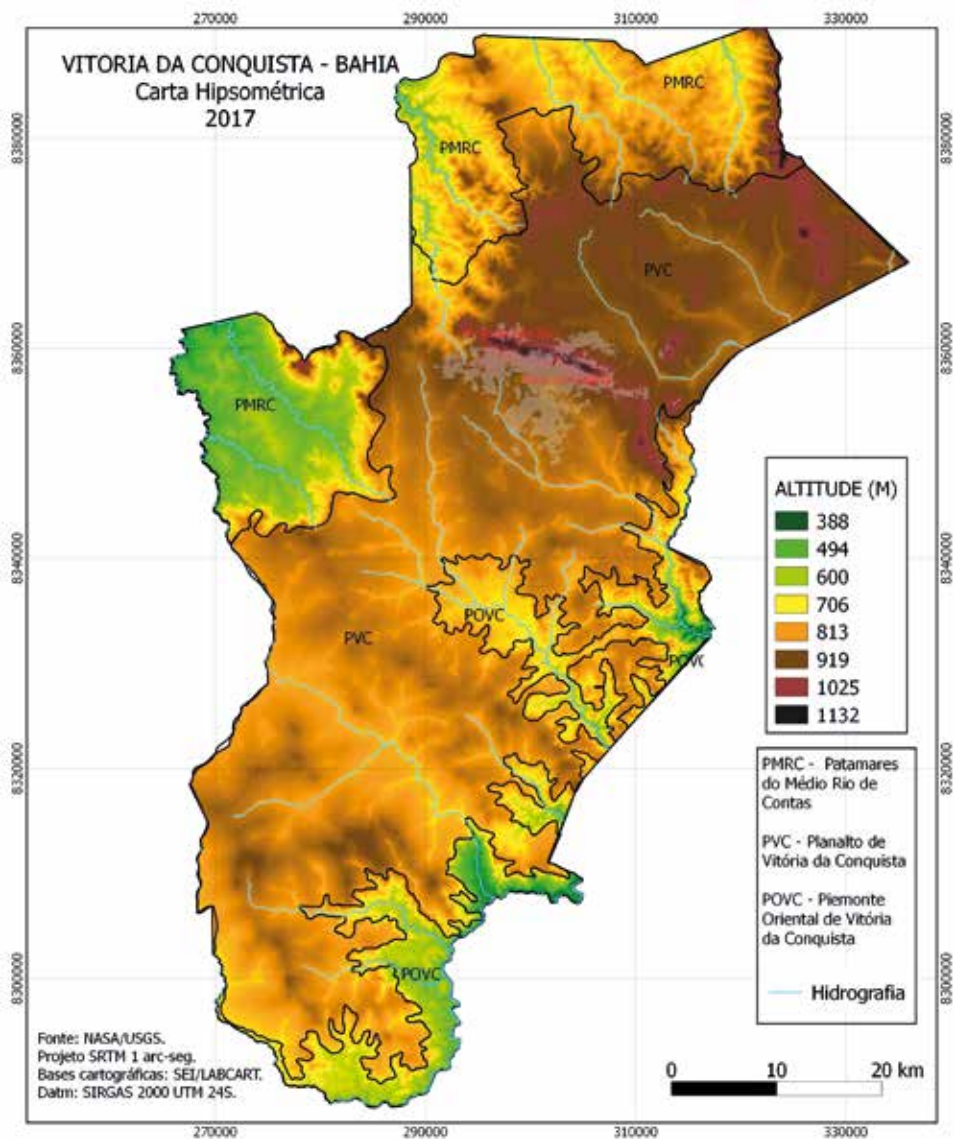 270000 290000 310000 330000
VITORIA DA CONQUISTA - BAHIA
Carta Hipsométrica
2017
PMRC
8380000
8380000
PMRC
PVC
8360000
8360000
PMRC
ALTITUDE (M)
388
494
600
706
813
919
1025
1132
8340000
8340000
POVC
PVC
POVC
8320000
8320000
PMRC - Patamares
do Médio Rio de
Contas
PVC - Planalto de
Vitória da Conquista
POVC - Piemonte
Oriental de Vitória
da Conquista
Hidrografia
POVC
8300000
8300000
Fonte: NASA/USGS.
Projeto SRTM 1 arc-seg.
Bases cartográficas: SEI/LABCART.
Datm: SIRGAS 2000 UTM 24S.
0 10 20 km
270000 290000 310000 330000